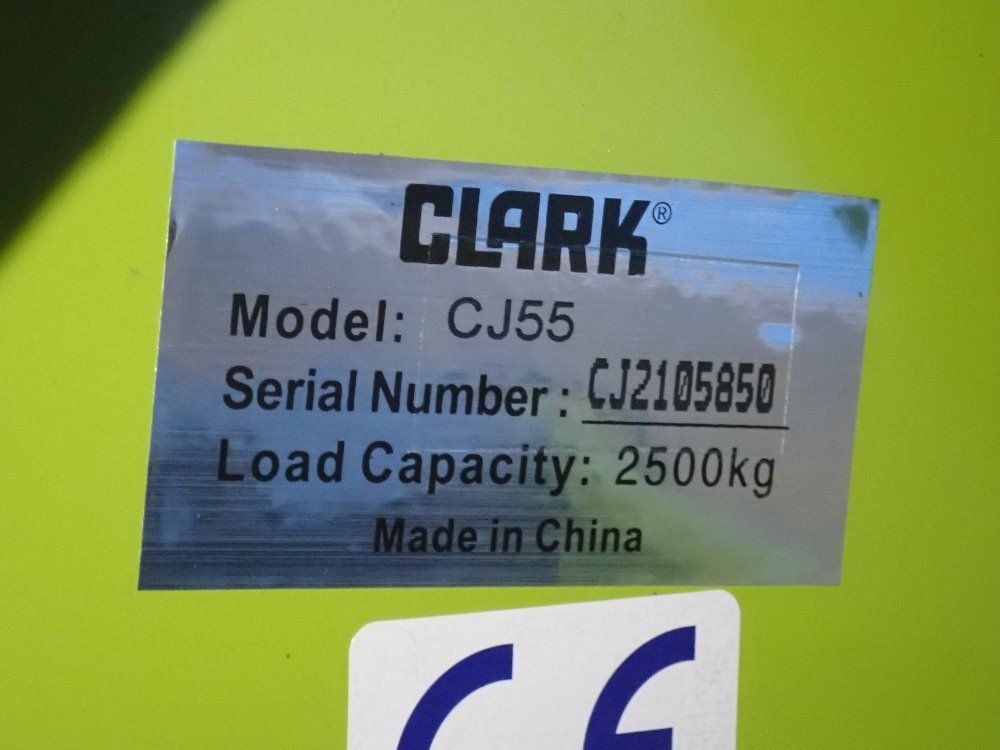 CLARK®
Model: CJ55
Serial Number: CJ2105850
Load Capacity: 2500kg
Made in China
CE